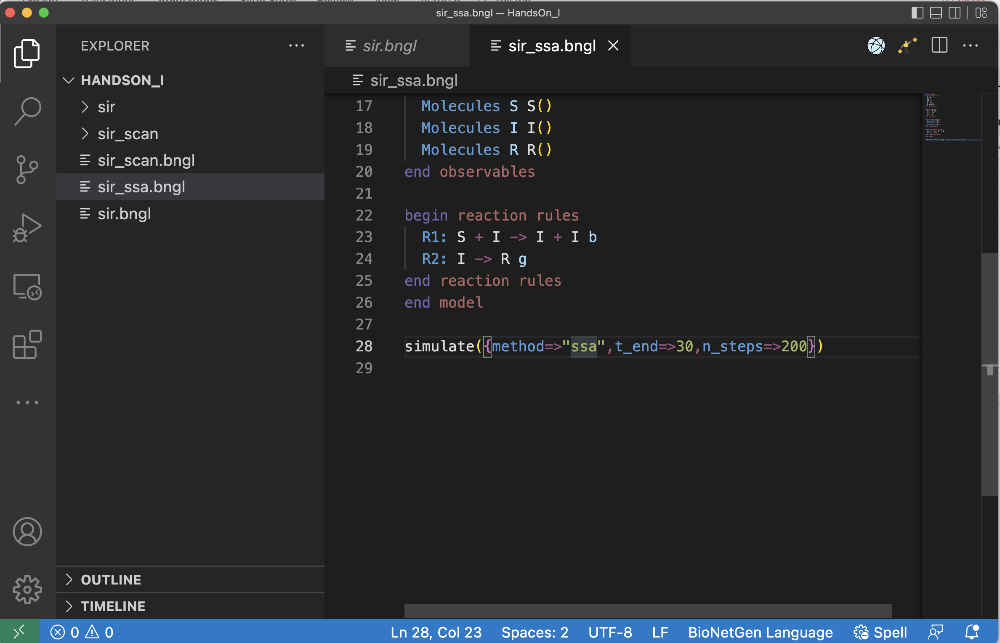 sir_ssa.bngl — HandsOn_I
EXPLORER
HANDSON_I
sir
sir_scan
sir_scan.bngl
sir_ssa.bngl
sir.bngl
OUTLINE
TIMELINE
sir.bngl
sir_ssa.bngl
sir_ssa.bngl
17 Molecules S S()
18 Molecules I I()
19 Molecules R R()
20 end observables
21
22 begin reaction rules
23 R1: S + I -> I + I b
24 R2: I -> R g
25 end reaction rules
26 end model
27
28 simulate({method=>"ssa",t_end=>30,n_steps=>200})
29
0 0 Ln 28, Col 23 Spaces: 2 UTF-8 LF BioNetGen Language Spell